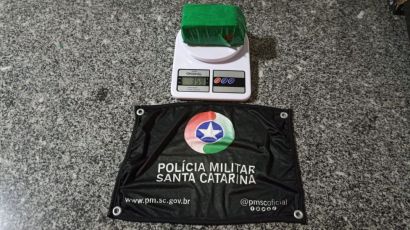 POLÍCIA MILITAR
SANTA CATARINA
www.pm.sc.gov.br @pmscoficial